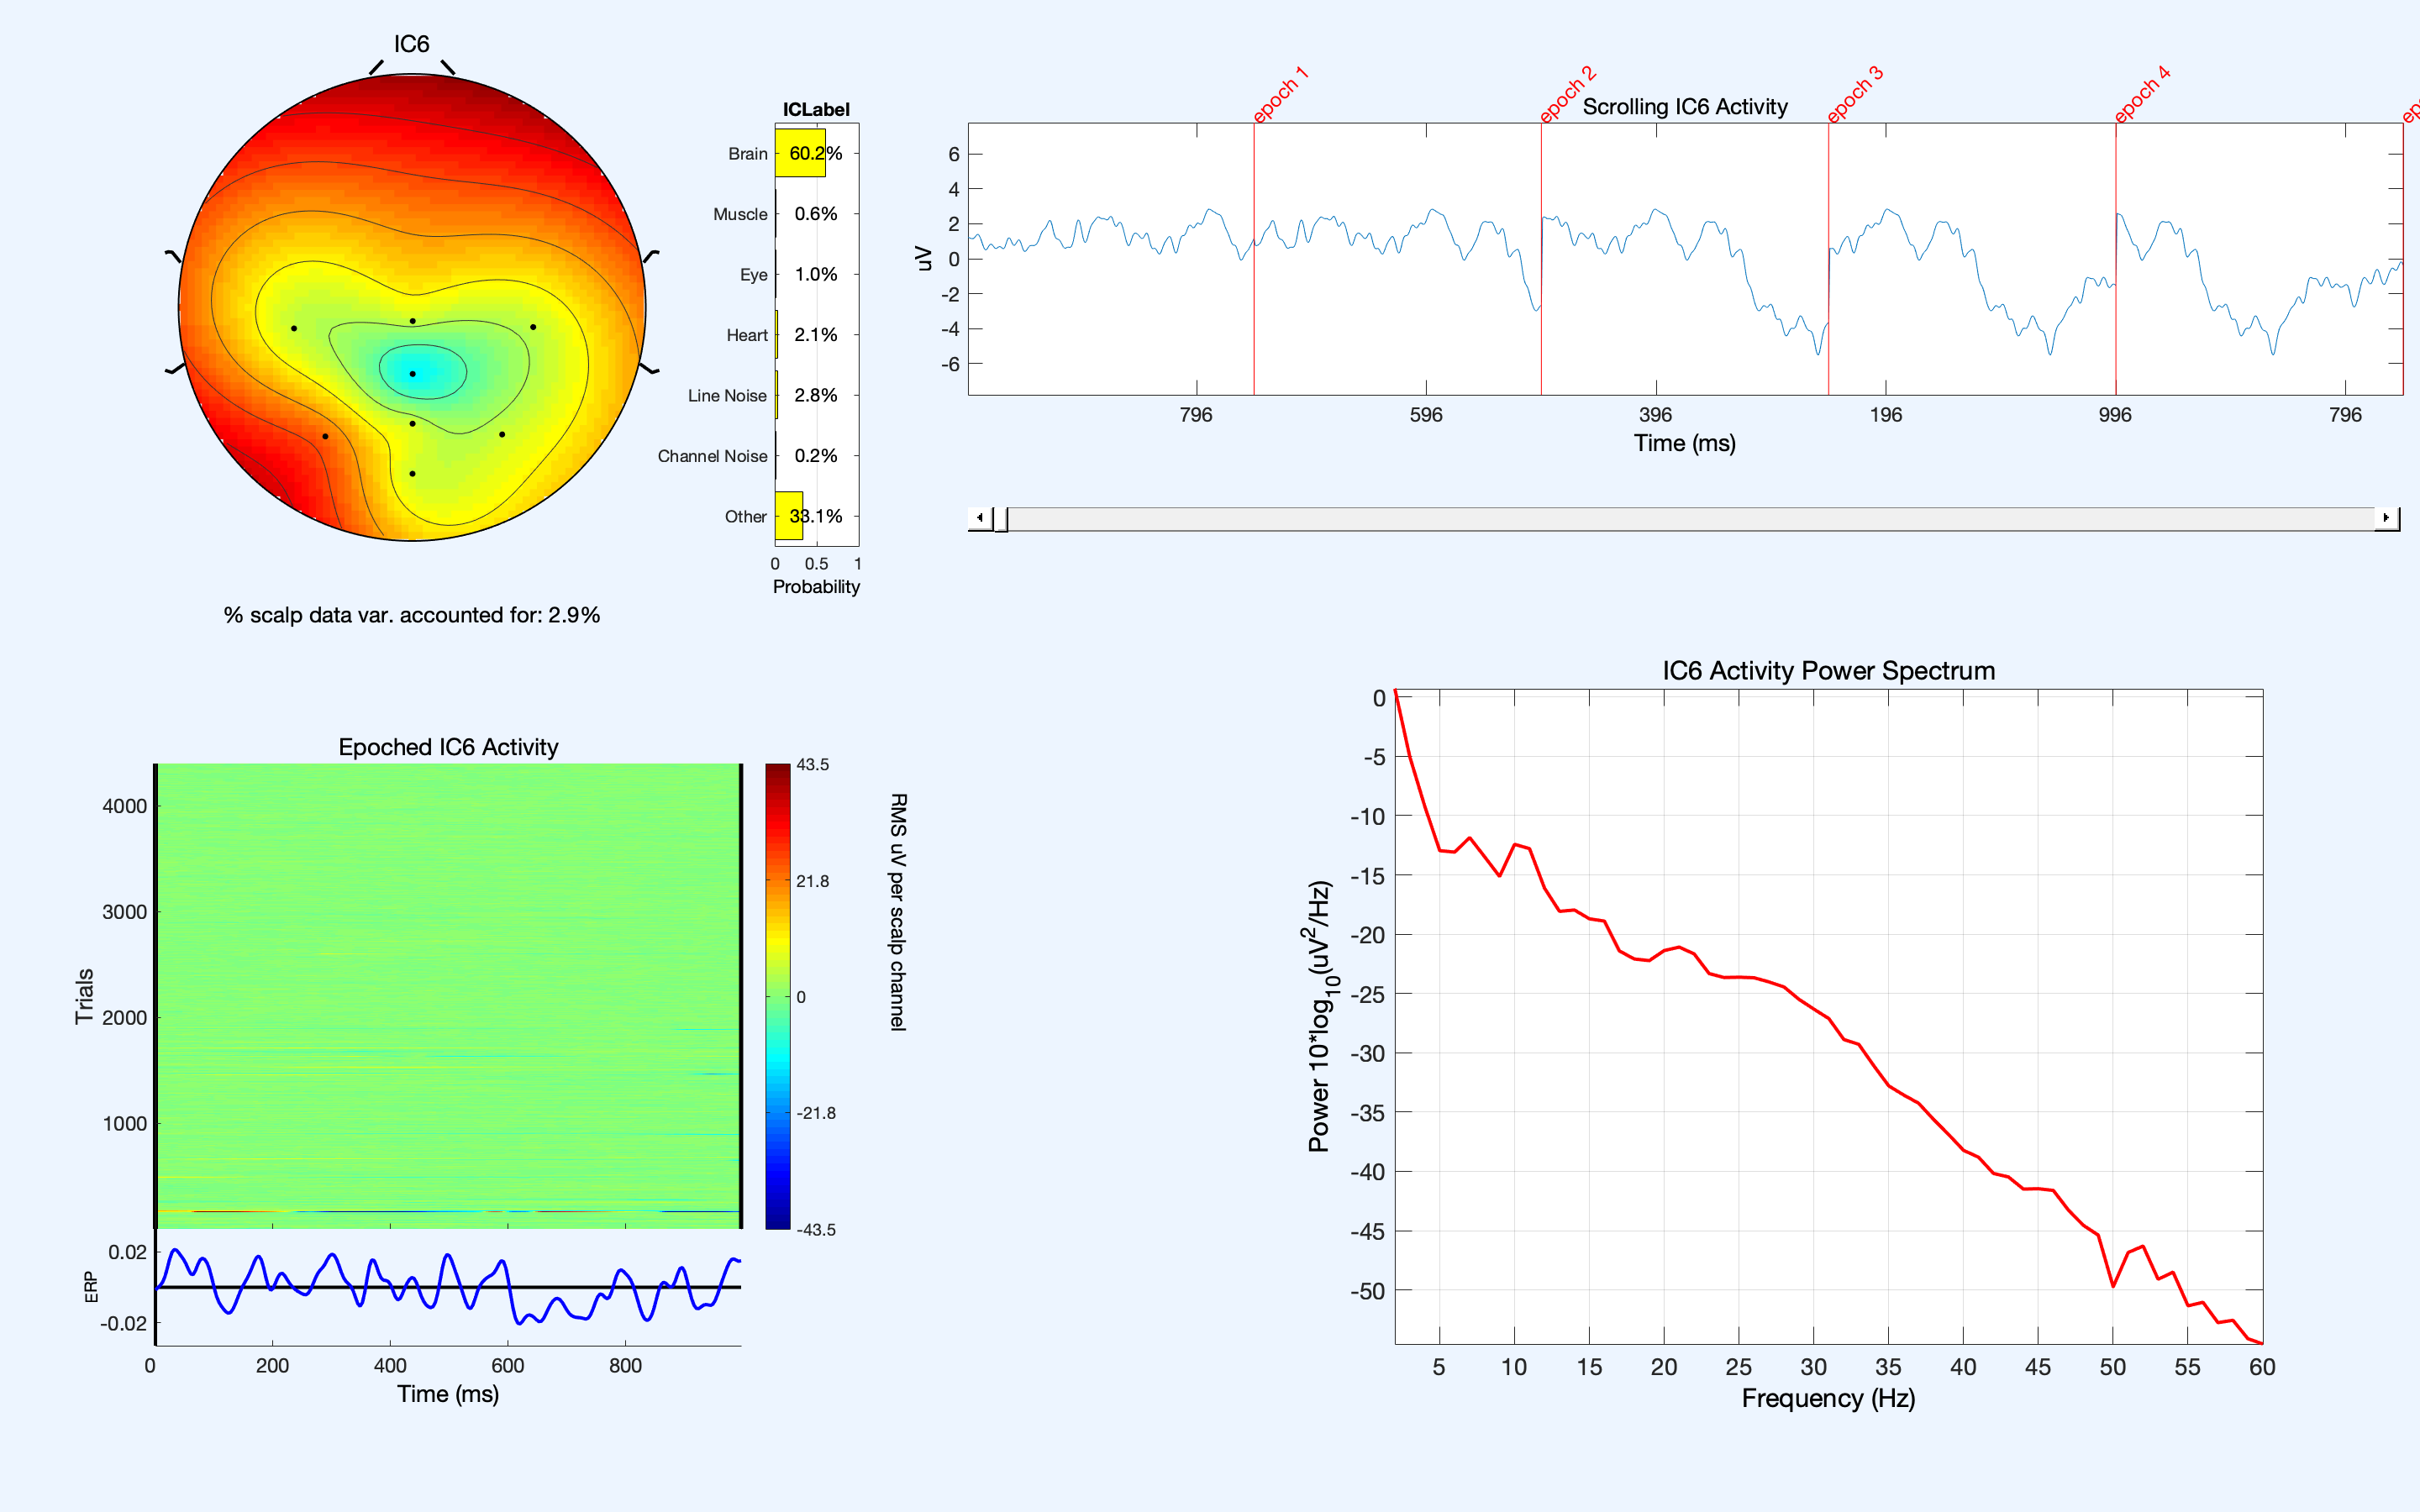 IC6
ICLabel
Brain 60.2%
Muscle 0.6%
Eye 1.0%
Heart 2.1%
Line Noise 2.8%
Channel Noise 0.2%
Other 33.1%
0 0.5 1
Probability
% scalp data var. accounted for: 2.9%
epoch 1
epoch 2
epoch 3
epoch 4
Scrolling IC6 Activity
uV
6
4
2
0
-2
-4
-6
796 596 396 196 996 796
Time (ms)
Epoched IC6 Activity
Trials
4000
3000
2000
1000
43.5
21.8
0
-21.8
-43.5
RMS uV per scalp channel
ERP
0.02
-0.02
0 200 400 600 800
Time (ms)
IC6 Activity Power Spectrum
Power 10*log10(uV2/Hz)
0
-5
-10
-15
-20
-25
-30
-35
-40
-45
-50
5 10 15 20 25 30 35 40 45 50 55 60
Frequency (Hz)